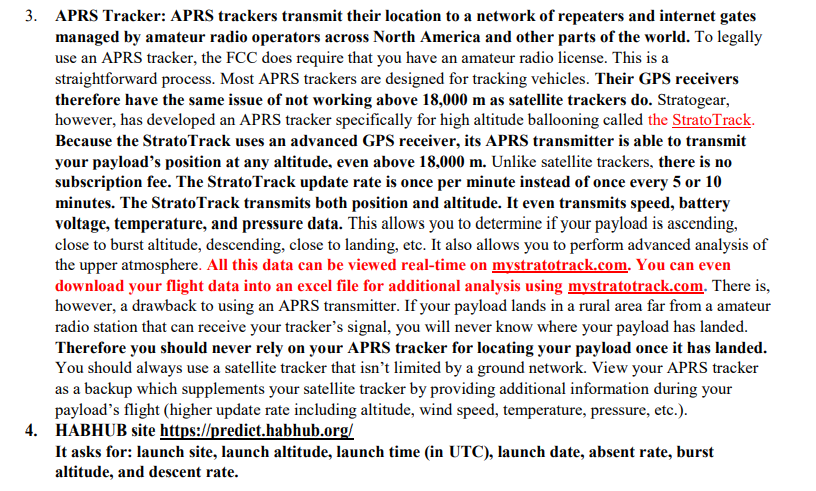 3. APRS Tracker: APRS trackers transmit their location to a network of repeaters and internet gates
managed by amateur radio operators across North America and other parts of the world. To legally
use an APRS tracker, the FCC does require that you have an amateur radio license. This is a
straightforward process. Most APRS trackers are designed for tracking vehicles. Their GPS receivers
therefore have the same issue of not working above 18,000 m as satellite trackers do. Stratogear,
however, has developed an APRS tracker specifically for high altitude ballooning called the StratoTrack.
Because the StratoTrack uses an advanced GPS receiver, its APRS transmitter is able to transmit
your payload’s position at any altitude, even above 18,000 m. Unlike satellite trackers, there is no
subscription fee. The StratoTrack update rate is once per minute instead of once every 5 or 10
minutes. The StratoTrack transmits both position and altitude. It even transmits speed, battery
voltage, temperature, and pressure data. This allows you to determine if your payload is ascending,
close to burst altitude, descending, close to landing, etc. It also allows you to perform advanced analysis of
the upper atmosphere. All this data can be viewed real-time on mystratotrack.com. You can even
download your flight data into an excel file for additional analysis using mystratotrack.com. There is,
however, a drawback to using an APRS transmitter. If your payload lands in a rural area far from a amateur
radio station that can receive your tracker’s signal, you will never know where your payload has landed.
Therefore you should never rely on your APRS tracker for locating your payload once it has landed.
You should always use a satellite tracker that isn’t limited by a ground network. View your APRS tracker
as a backup which supplements your satellite tracker by providing additional information during your
payload’s flight (higher update rate including altitude, wind speed, temperature, pressure, etc.).
4. HABHUB site https://predict.habhub.org/
It asks for: launch site, launch altitude, launch time (in UTC), launch date, absent rate, burst
altitude, and descent rate.